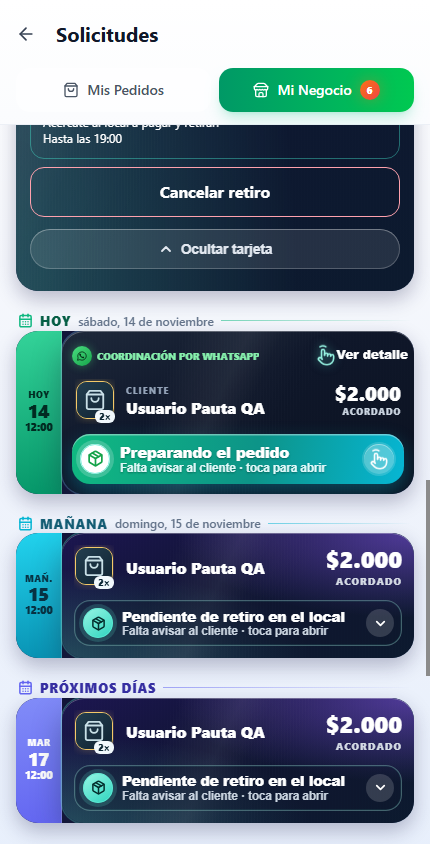 Solicitudes
Mis Pedidos
Mi Negocio 6
Acércate al local a pagar y retirar
Hasta las 19:00
Cancelar retiro
Ocultar tarjeta
HOY sábado, 14 de noviembre
HOY
14
12:00
COORDINACIÓN POR WHATSAPP
Ver detalle
2x
CLIENTE
Usuario Pauta QA
$2.000
ACORDADO
Preparando el pedido
Falta avisar al cliente · toca para abrir
MAÑANA domingo, 15 de noviembre
MAÑ.
15
12:00
2x
Usuario Pauta QA
$2.000
ACORDADO
Pendiente de retiro en el local
Falta avisar al cliente · toca para abrir
PRÓXIMOS DÍAS
MAR
17
12:00
2x
Usuario Pauta QA
$2.000
ACORDADO
Pendiente de retiro en el local
Falta avisar al cliente · toca para abrir